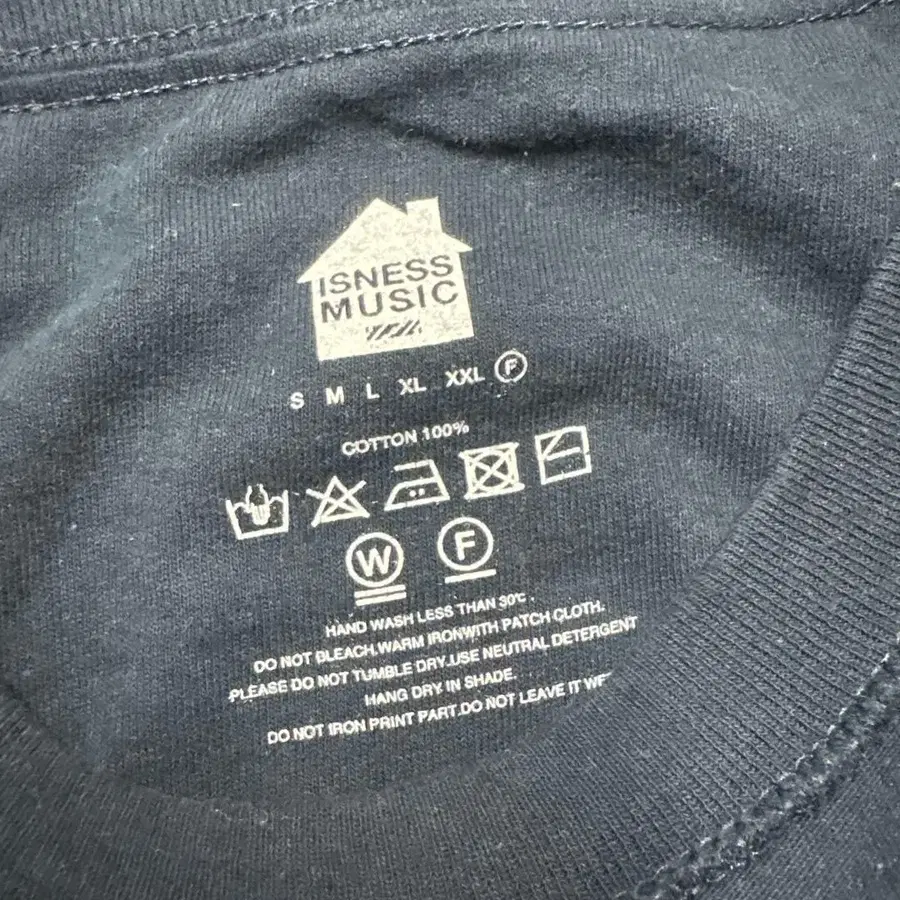 ISNESS
MUSIC
S M L XL XXL F
COTTON 100%
W F
HAND WASH LESS THAN 30℃.
DO NOT BLEACH.WARM IRONWITH PATCH CLOTH.
PLEASE DO NOT TUMBLE DRY.USE NEUTRAL DETERGENT
HANG DRY IN SHADE.
DO NOT IRON PRINT PART.DO NOT LEAVE IT